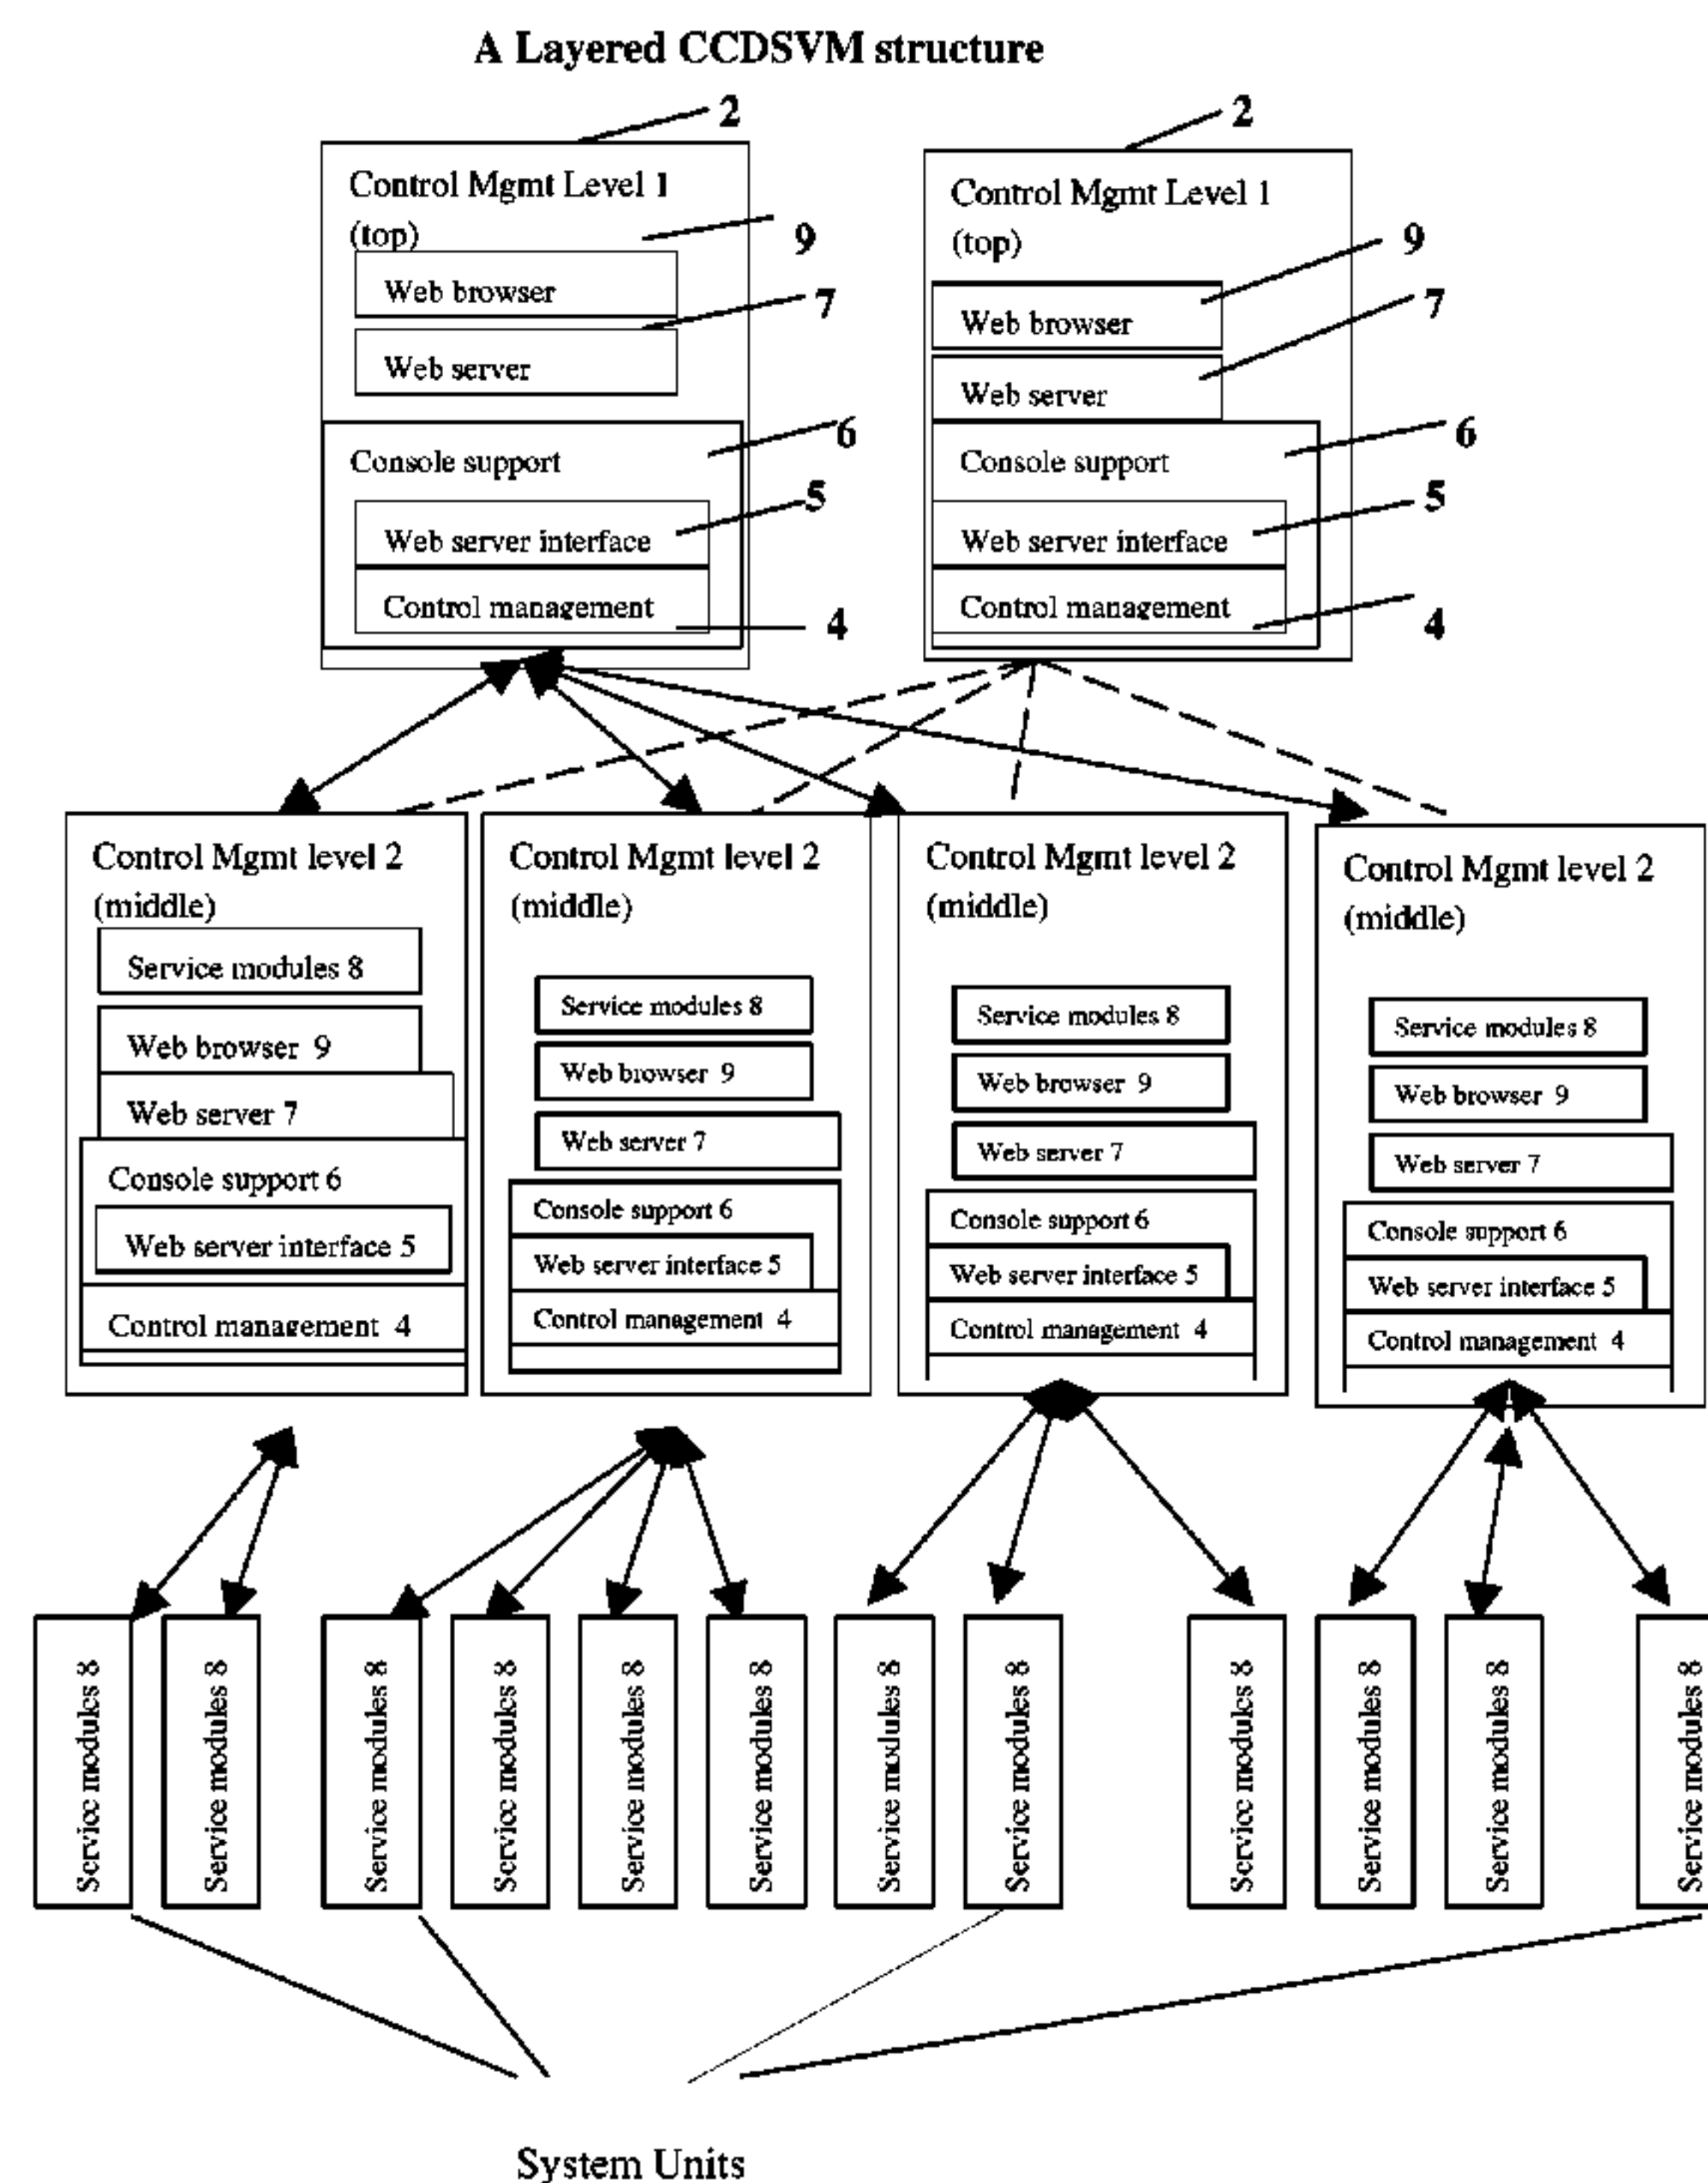 A Layered CCDSVM structure
2
Control Mgmt Level 1
(top)
9
Web browser
7
Web server
6
Console support
5
Web server interface
Control management
4
2
Control Mgmt Level 1
(top)
9
Web browser
7
Web server
6
Console support
5
Web server interface
Control management
4
Control Mgmt level 2
(middle)
Service modules 8
Web browser 9
Web server 7
Console support 6
Web server interface 5
Control management 4
Control Mgmt level 2
(middle)
Service modules 8
Web browser 9
Web server 7
Console support 6
Web server interface 5
Control management 4
Control Mgmt level 2
(middle)
Service modules 8
Web browser 9
Web server 7
Console support 6
Web server interface 5
Control management 4
Control Mgmt level 2
(middle)
Service modules 8
Web browser 9
Web server 7
Console support 6
Web server interface 5
Control management 4
Service modules 8
Service modules 8
Service modules 8
Service modules 8
Service modules 8
Service modules 8
Service modules 8
Service modules 8
Service modules 8
Service modules 8
Service modules 8
Service modules 8
System Units